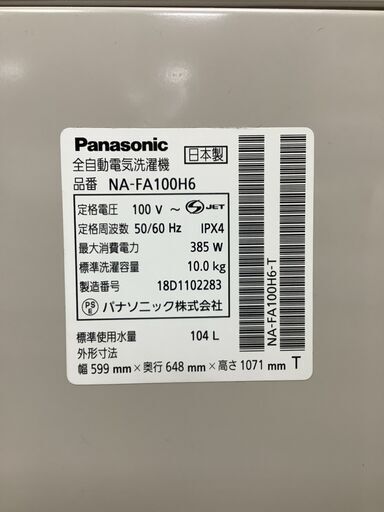 Panasonic
全自動電気洗濯機 日本製
品番 NA-FA100H6
定格電圧 100 V ～ S JET
定格周波数 50/60 Hz IPX4
最大消費電力 385 W
標準洗濯容量 10.0 kg
製造番号 18D1102283
PS E パナソニック株式会社
標準使用水量 104 L
外形寸法
幅 599 mm × 奥行 648 mm × 高さ 1071 mm T
NA-FA100H6-T